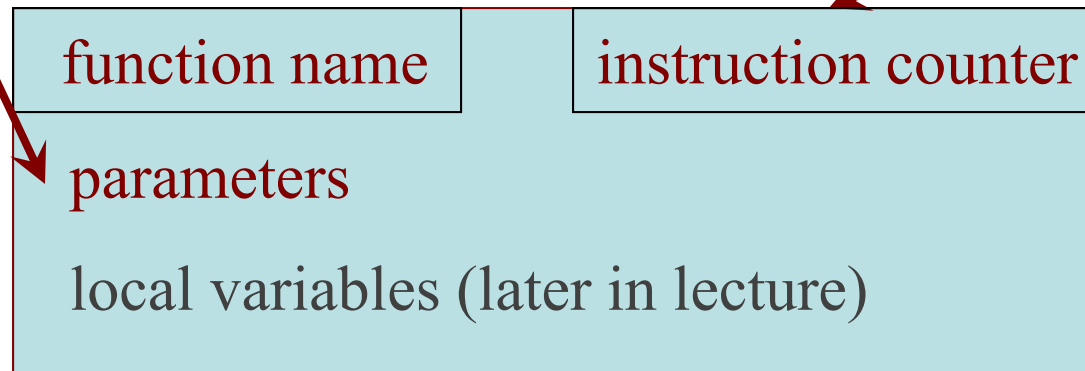 function name
instruction counter
parameters
local variables (later in lecture)